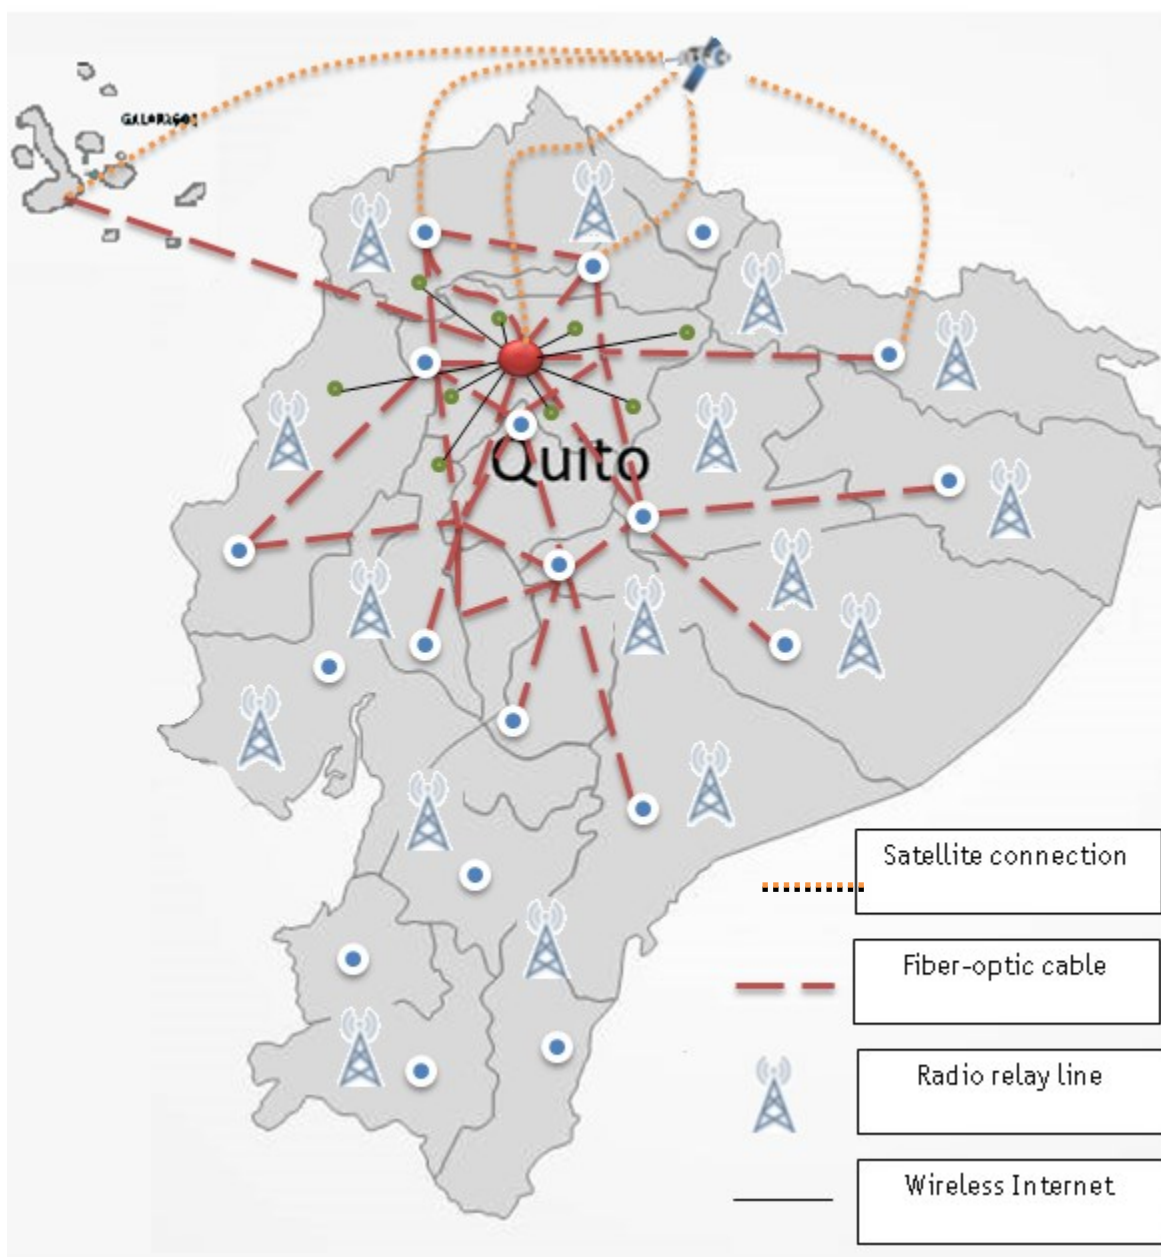 Quito
Satellite connection
Fiber-optic cable
Radio relay line
Wireless Internet